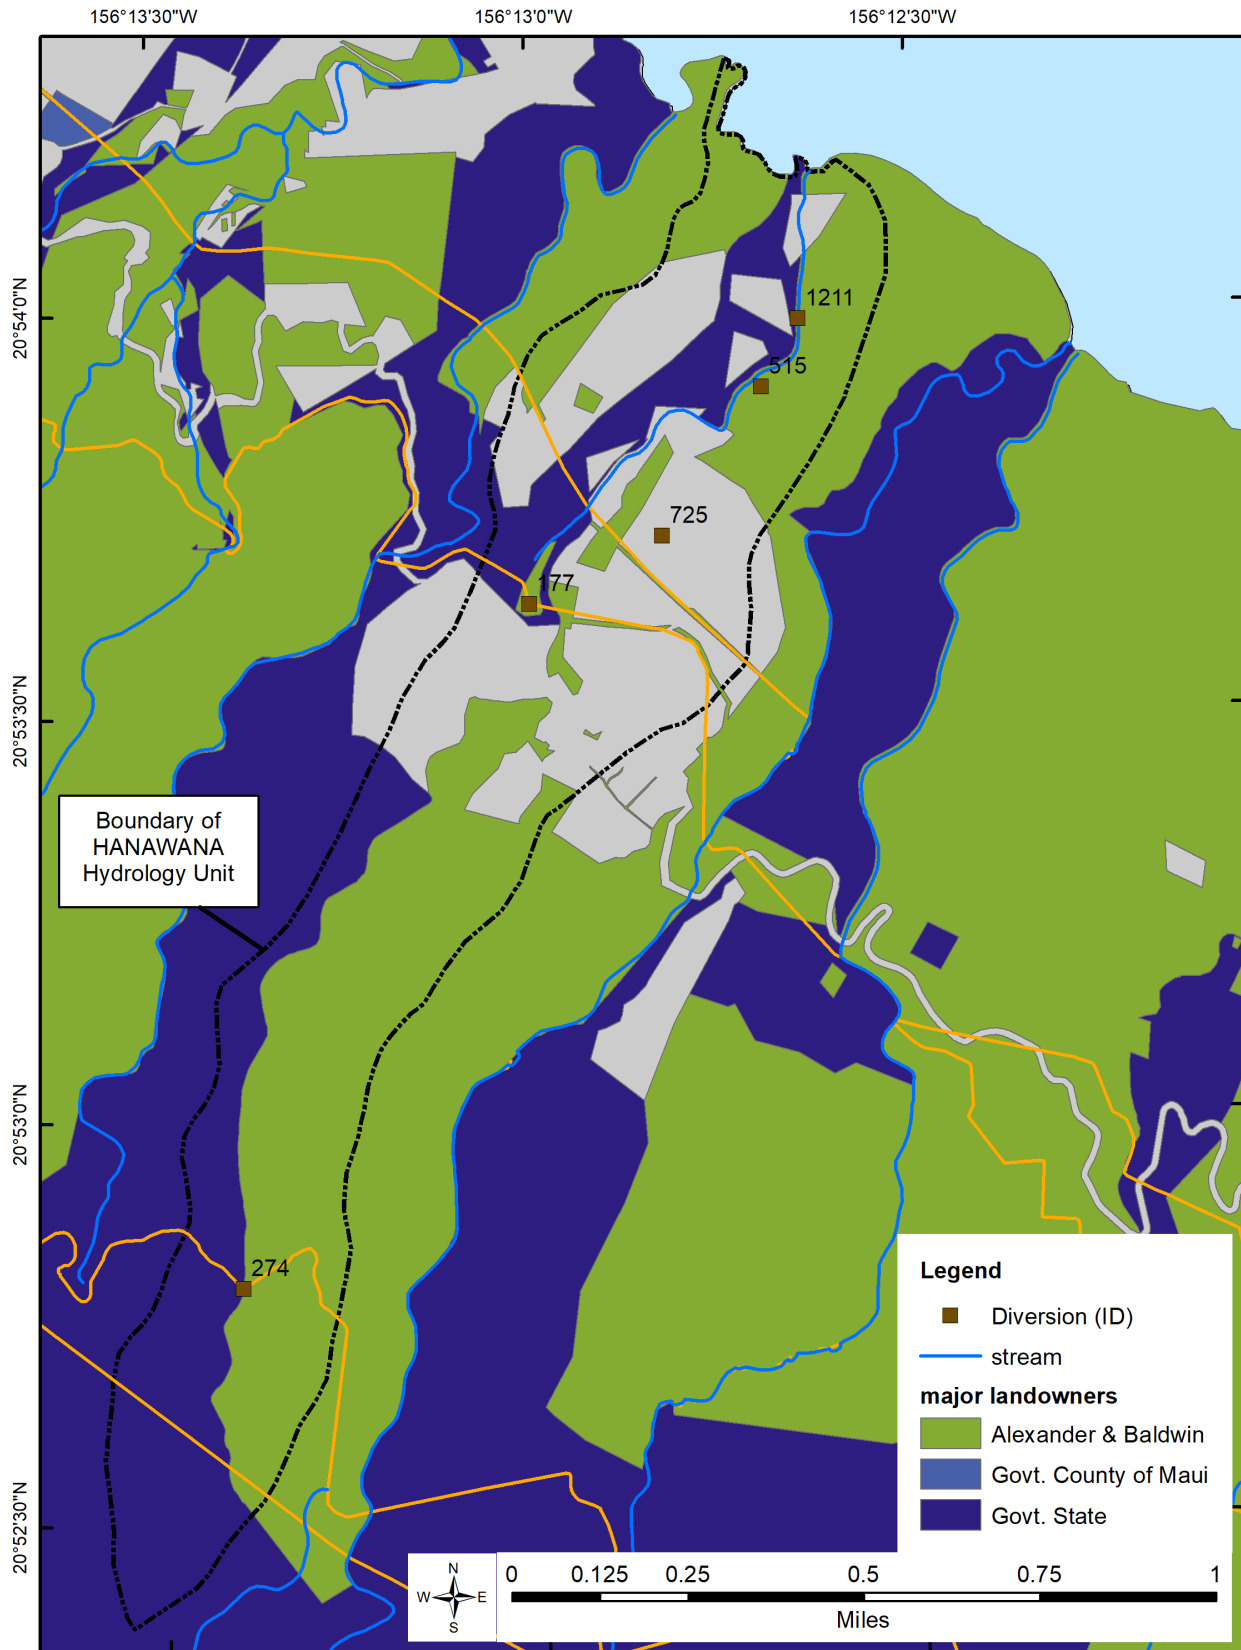 156°13'30"W
156°13'0"W
156°12'30"W
20°54'0"N
20°53'30"N
20°53'0"N
20°52'30"N
1211
515
725
177
274
Boundary of
HANAWANA
Hydrology Unit
Legend
Diversion (ID)
stream
major landowners
Alexander & Baldwin
Govt. County of Maui
Govt. State
N
W E
S
0 0.125 0.25 0.5 0.75 1
Miles